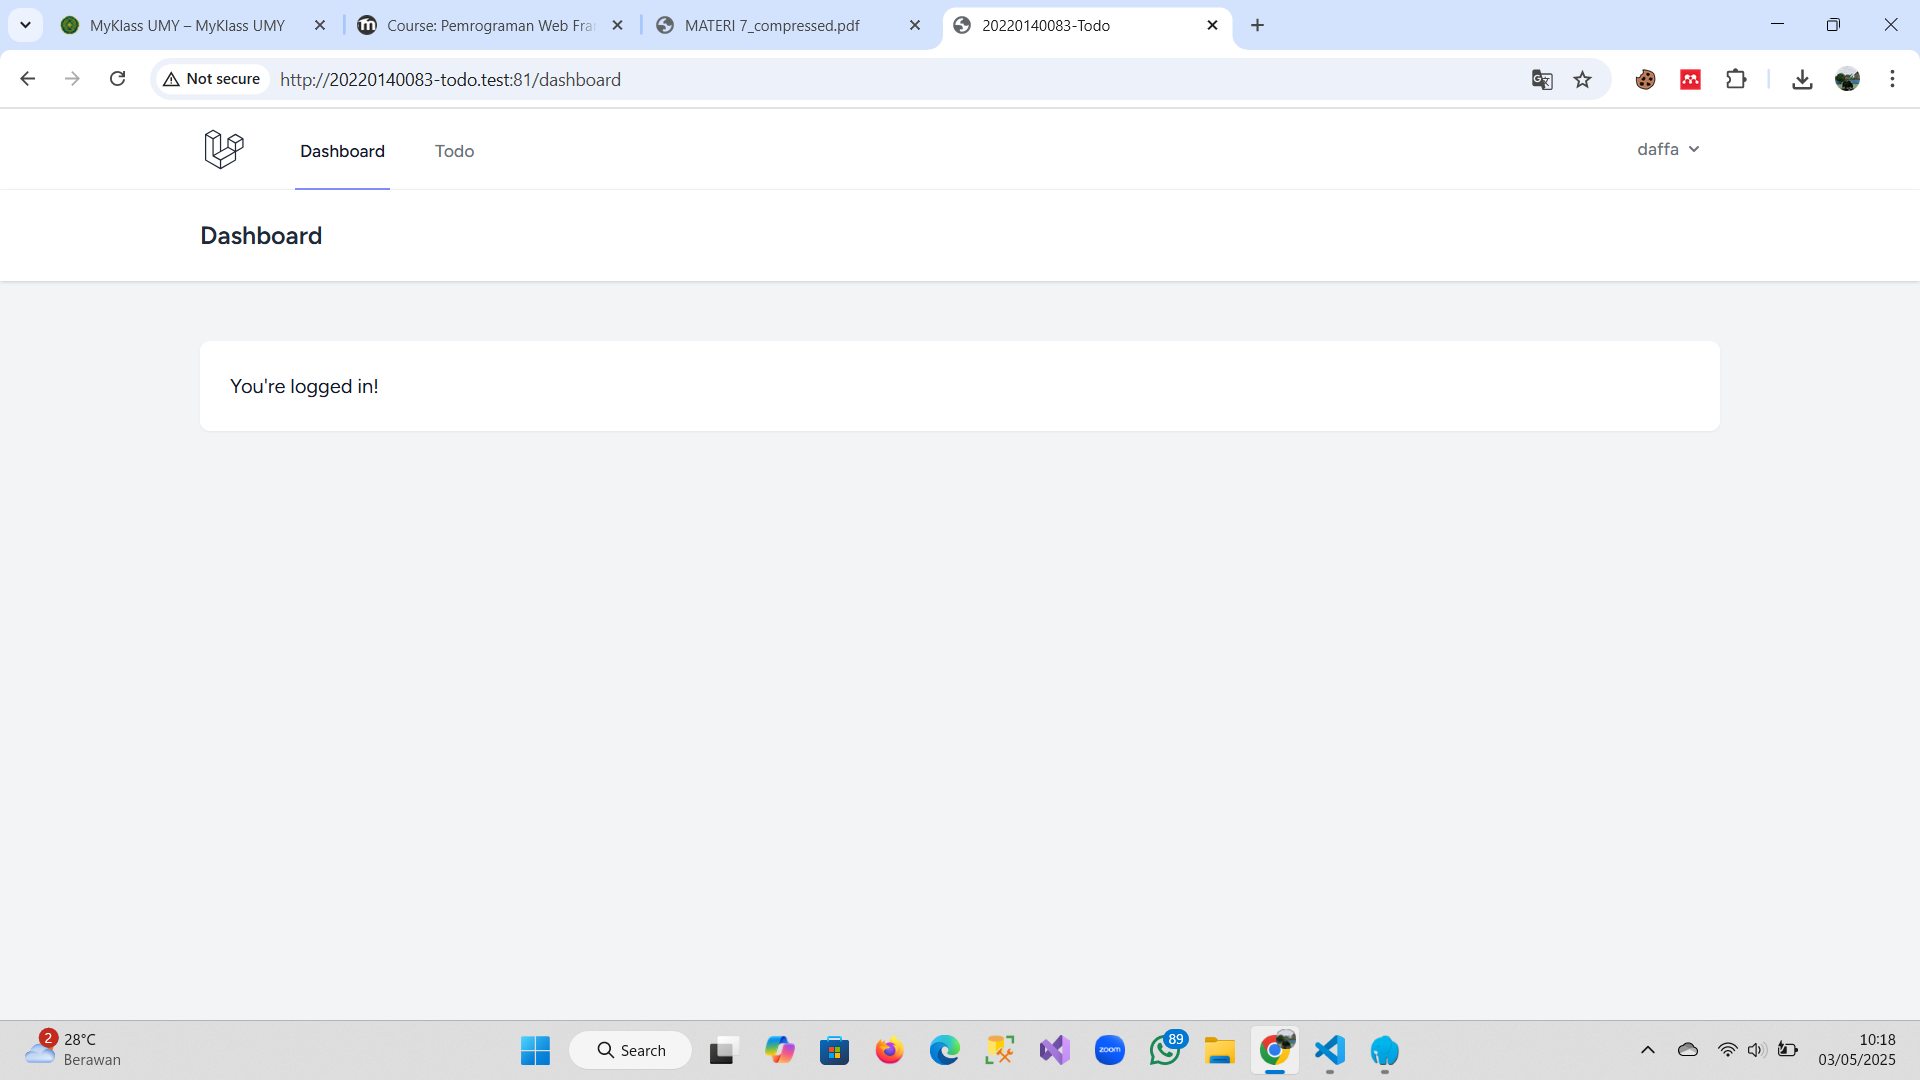 MyKlass UMY – MyKlass UMY
Course: Pemrograman Web Fra
MATERI 7_compressed.pdf
20220140083-Todo
Not secure
http://20220140083-todo.test:81/dashboard
Dashboard
Todo
daffa
Dashboard
You're logged in!
2
28°C
Berawan
Search
zoom
89
10:18
03/05/2025